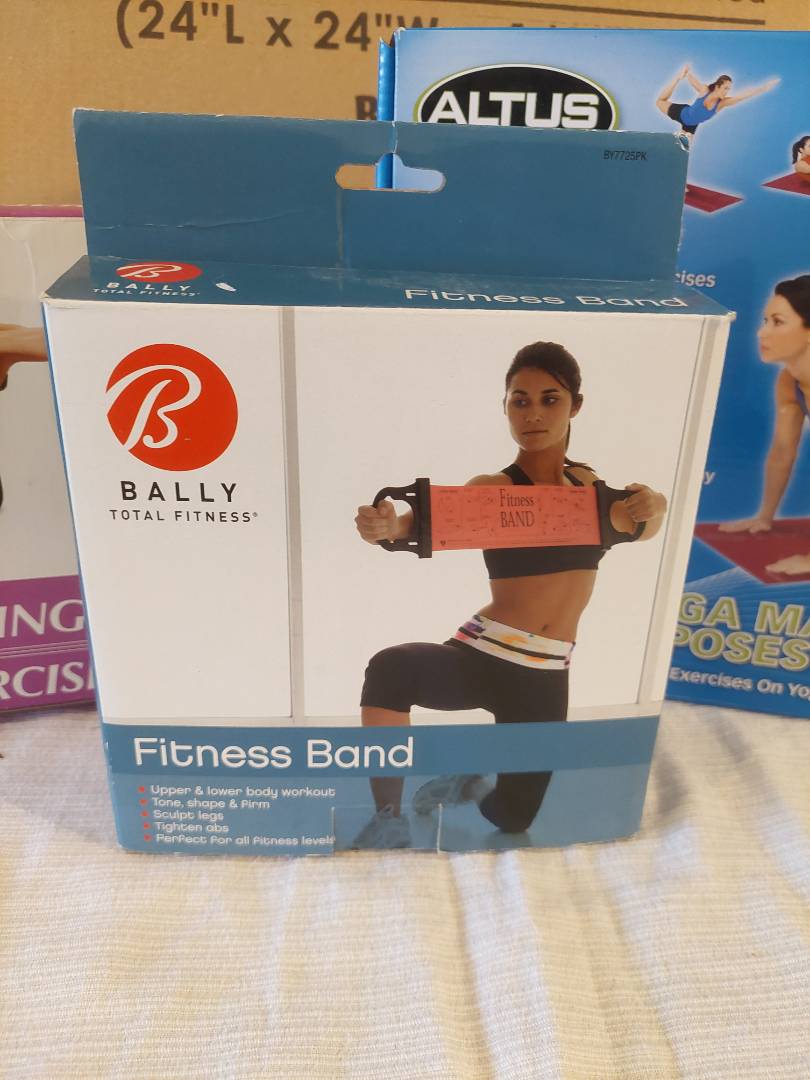 (24"L x 24"W
ALTUS
BY7725PK
B
BALLY
TOTAL FITNESS
Fitness Band
B
BALLY
TOTAL FITNESS®
Fitness
BAND
Fitness Band
• Upper & lower body workout
• Tone, shape & firm
• Sculpt legs
• Tighten abs
• Perfect for all fitness levels
ING
RCIS
cises
GA MA
POSES
Exercises On Yo